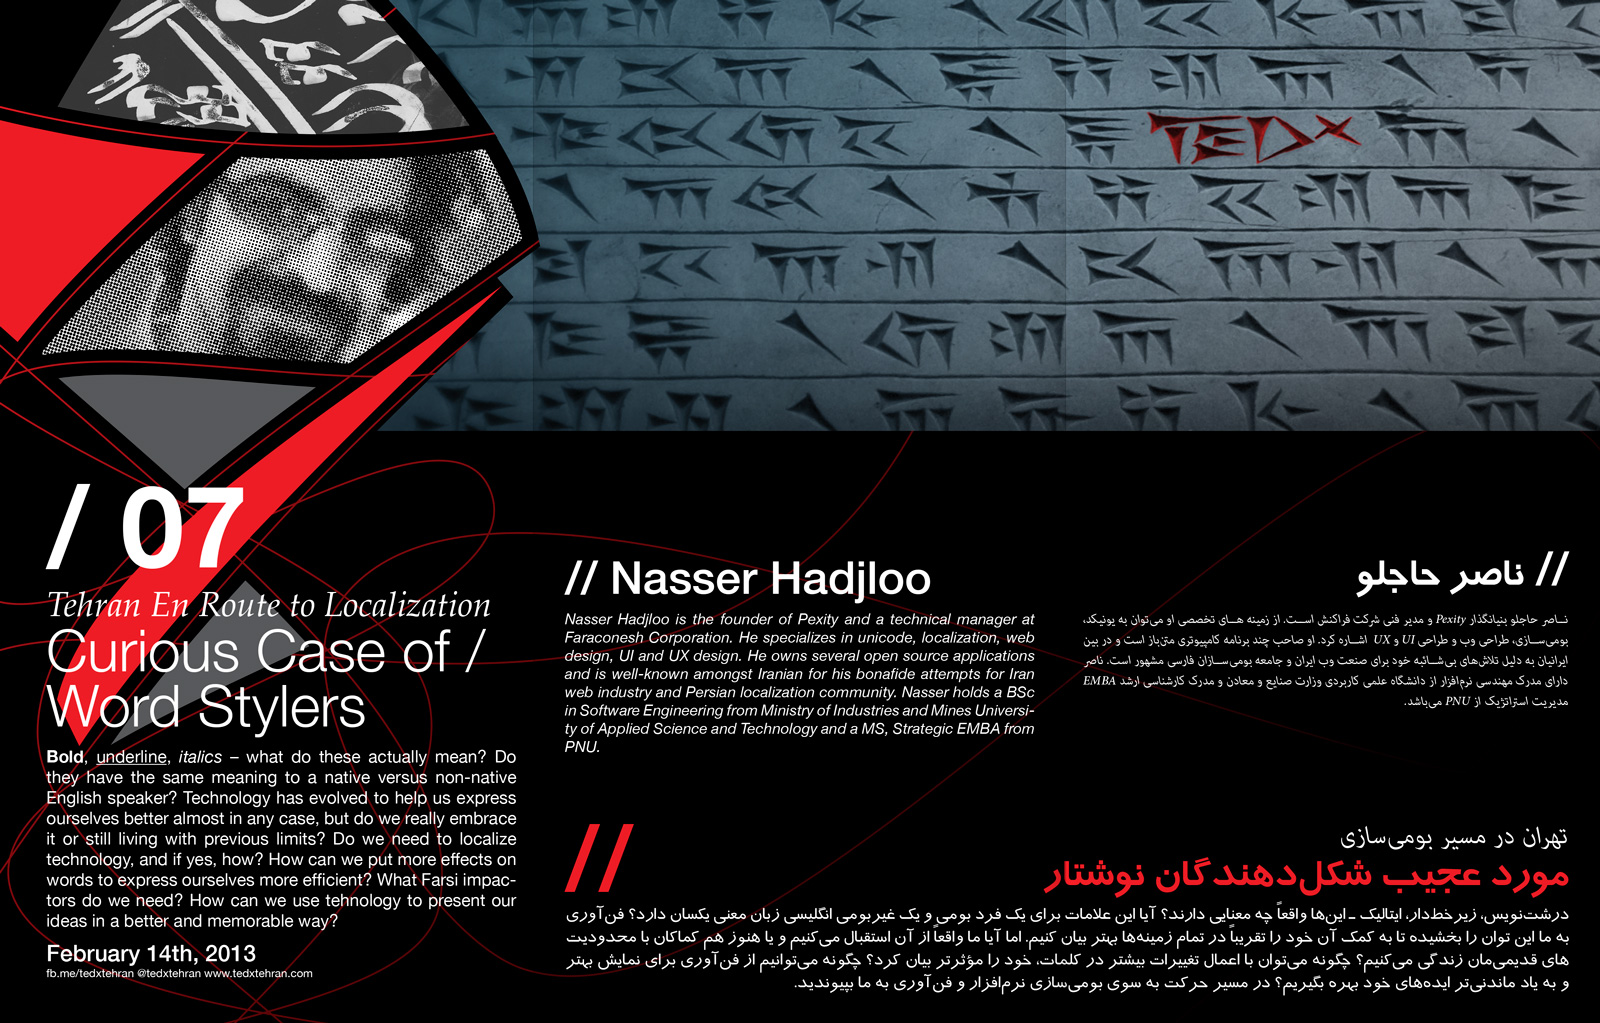 TEDx
/ 07
Tehran En Route to Localization
Curious Case of /
Word Stylers
Bold, underline, italics – what do these actually mean? Do
they have the same meaning to a native versus non-native
English speaker? Technology has evolved to help us express
ourselves better almost in any case, but do we really embrace
it or still living with previous limits? Do we need to localize
technology, and if yes, how? How can we put more effects on
words to express ourselves more efficient? What Farsi impac-
tors do we need? How can we use tehnology to present our
ideas in a better and memorable way?
February 14th, 2013
fb.me/tedxtehran @tedxtehran www.tedxtehran.com
// Nasser Hadjloo
Nasser Hadjloo is the founder of Pexity and a technical manager at
Faraconesh Corporation. He specializes in unicode, localization, web
design, UI and UX design. He owns several open source applications
and is well-known amongst Iranian for his bonafide attempts for Iran
web industry and Persian localization community. Nasser holds a BSc
in Software Engineering from Ministry of Industries and Mines Universi-
ty of Applied Science and Technology and a MS, Strategic EMBA from
PNU.
// ناصر حاجلو
نـاصر حاجلو بنیانگذار Pexity و مدیر فنی شرکت فراکنش اسـت. از زمینه هـای تخصصی او می‌توان به یونیکد،
بومی‌سـازی، طراحی وب و طراحی UI و UX اشـاره کرد. او صاحب چند برنامه کامپیوتری متن‌باز است و در بین
ایرانیان به دلیل تلاش‌های بی‌شـائبه خود برای صنعت وب ایران و جامعه بومی‌سـازان فارسی مشهور است. ناصر
دارای مدرک مهندسی نرم‌افزار از دانشگاه علمی کاربردی وزارت صنایع و معادن و مدرک کارشناسی ارشد EMBA
مدیریت استراتژیک از PNU می‌باشد.
//
تهران در مسیر بومی‌سازی
مورد عجیب شکل‌دهندگان نوشتار
درشت‌نویس، زیرخط‌دار، ایتالیک ـ این‌ها واقعاً چه معنایی دارند؟ آیا این علامات برای یک فرد بومی و یک غیربومی انگلیسی زبان معنی یکسان دارد؟ فن‌آوری
به ما این توان را بخشیده تا به کمک آن خود را تقریباً در تمام زمینه‌ها بهتر بیان کنیم. اما آیا ما واقعاً از آن استقبال می‌کنیم و یا هنوز هم کماکان با محدودیت
های قدیمی‌مان زندگی می‌کنیم؟ چگونه می‌توان با اعمال تغییرات بیشتر در کلمات، خود را مؤثرتر بیان کرد؟ چگونه می‌توانیم از فن‌آوری برای نمایش بهتر
و به یاد ماندنی‌تر ایده‌های خود بهره بگیریم؟ در مسیر حرکت به سوی بومی‌سازی نرم‌افزار و فن‌آوری به ما بپیوندید.